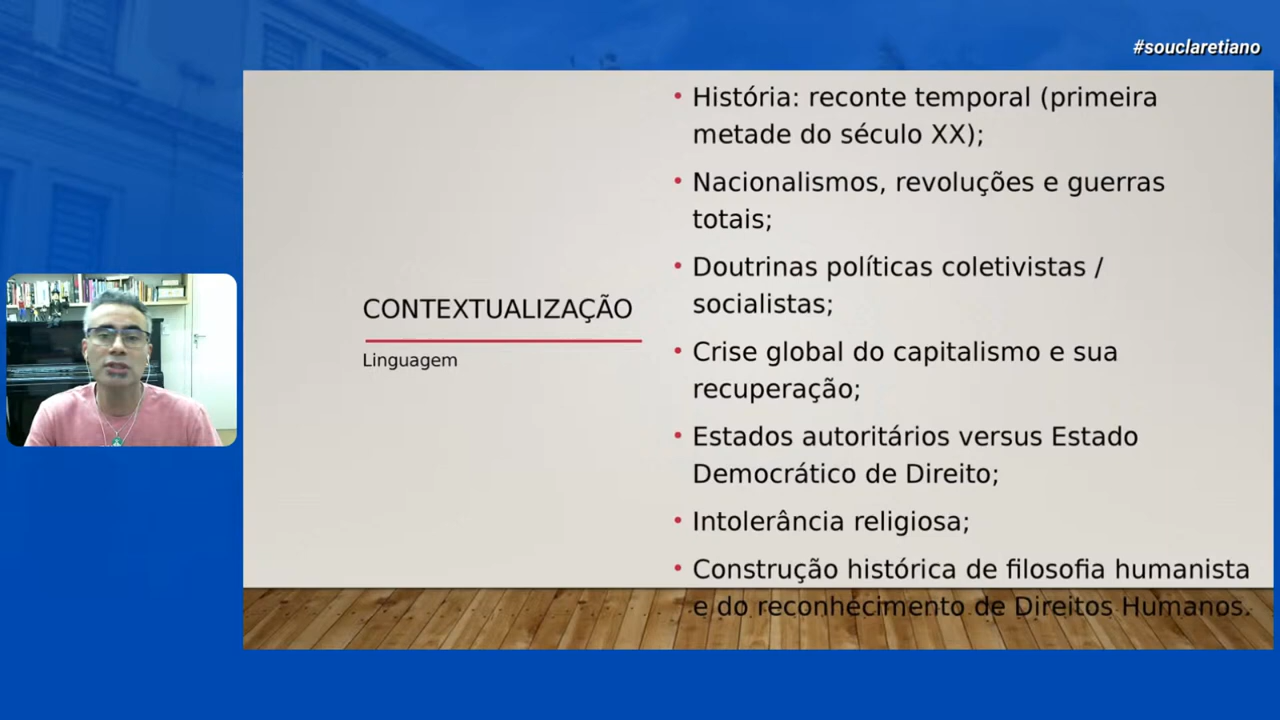 #souclaretiano
CONTEXTUALIZAÇÃO
Linguagem
• História: reconte temporal (primeira
metade do século XX);
• Nacionalismos, revoluções e guerras
totais;
• Doutrinas políticas coletivistas /
socialistas;
• Crise global do capitalismo e sua
recuperação;
• Estados autoritários versus Estado
Democrático de Direito;
• Intolerância religiosa;
• Construção histórica de filosofia humanista
e do reconhecimento de Direitos Humanos.